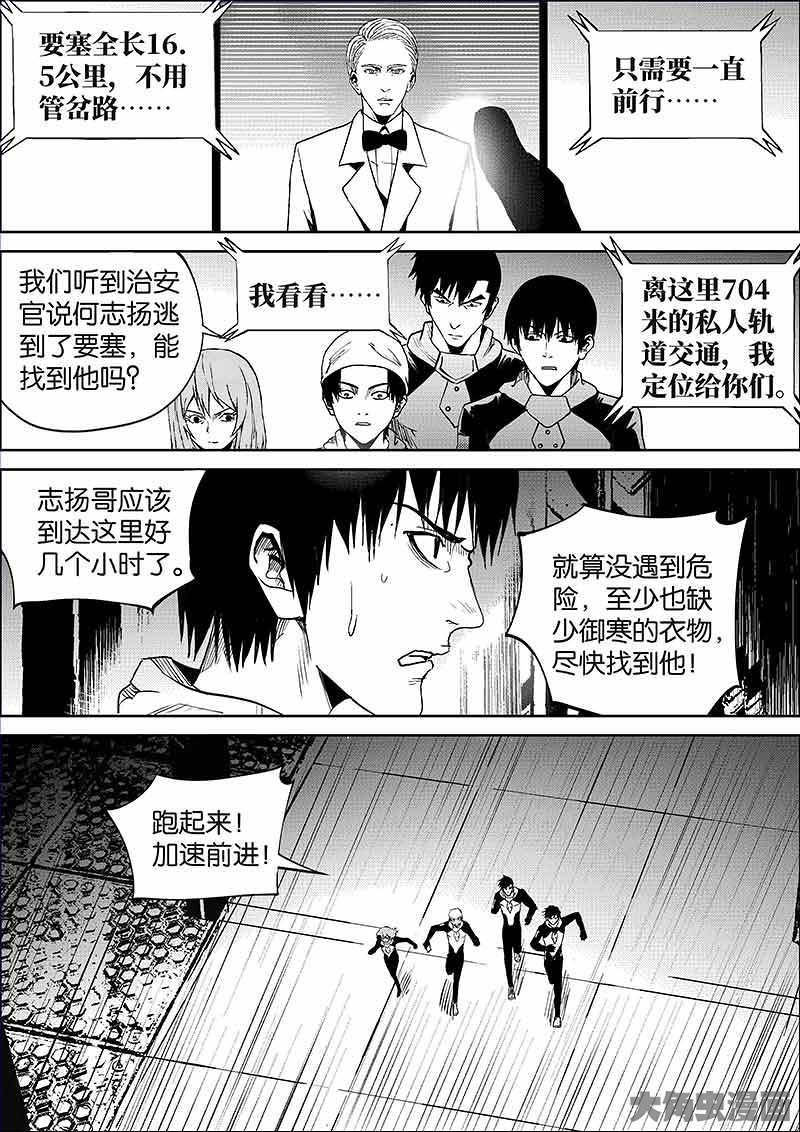 要塞全长16.
5公里，不用
管岔路……
只需要一直
前行……
我们听到治安
官说何志扬逃
到了要塞，能
找到他吗？
我看看……
离这里704
米的私人轨
道交通，我
定位给你们。
志扬哥应该
到达这里好
几个小时了。
就算没遇到危
险，至少也缺
少御寒的衣物，
尽快找到他！
跑起来！
加速前进！
大角虫漫画